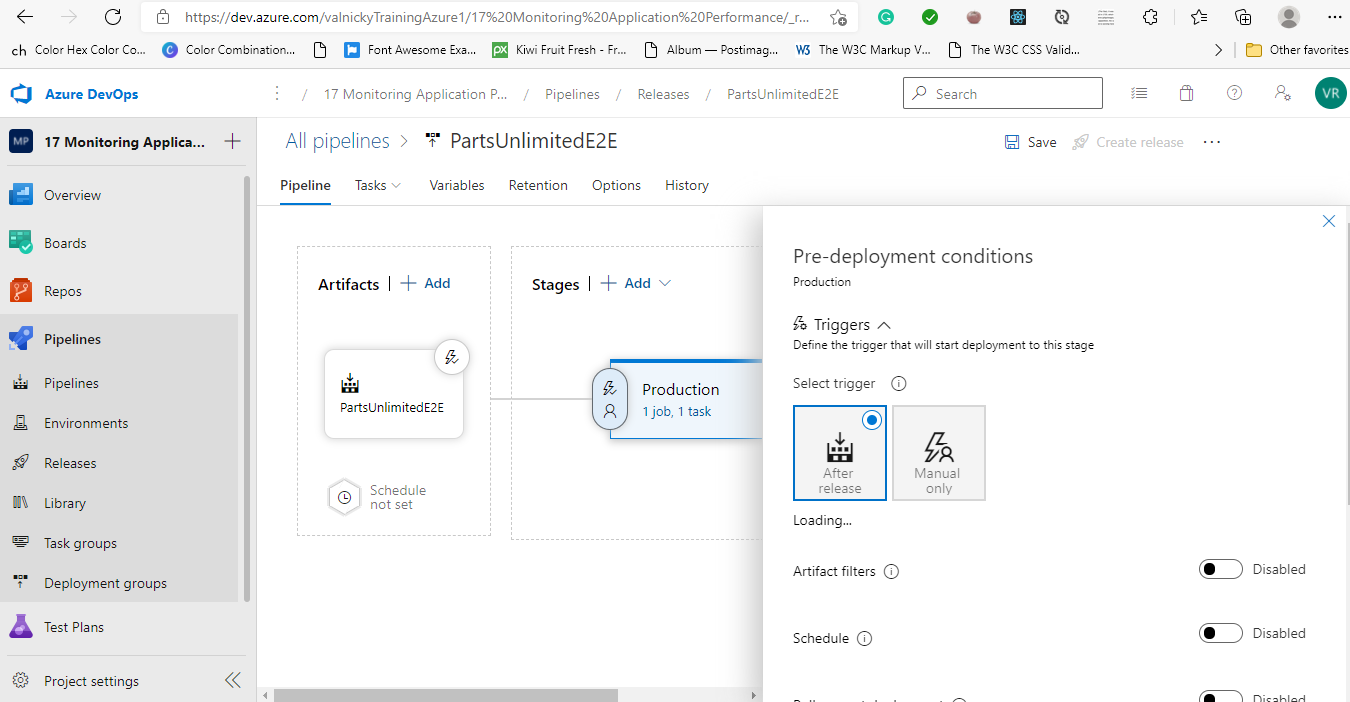 https://dev.azure.com/valnickyTrainingAzure1/17%20Monitoring%20Application%20Performance/_r...
ch Color Hex Color Co...
C Color Combination...
Font Awesome Exa...
px Kiwi Fruit Fresh - Fr...
Album — Postimag...
W3 The W3C Markup V...
The W3C CSS Valid...
Other favorites
Azure DevOps
/ 17 Monitoring Application P... / Pipelines / Releases / PartsUnlimitedE2E
Search
VR
MP 17 Monitoring Applica...
Overview
Boards
Repos
Pipelines
Pipelines
Environments
Releases
Library
Task groups
Deployment groups
Test Plans
Project settings
All pipelines > PartsUnlimitedE2E
Save
Create release
Pipeline Tasks Variables Retention Options History
Artifacts | + Add
PartsUnlimitedE2E
Schedule
not set
Stages | + Add
Production
1 job, 1 task
Pre-deployment conditions
Production
Triggers
Define the trigger that will start deployment to this stage
Select trigger
After
release
Manual
only
Loading...
Artifact filters
Disabled
Schedule
Disabled
Disabled